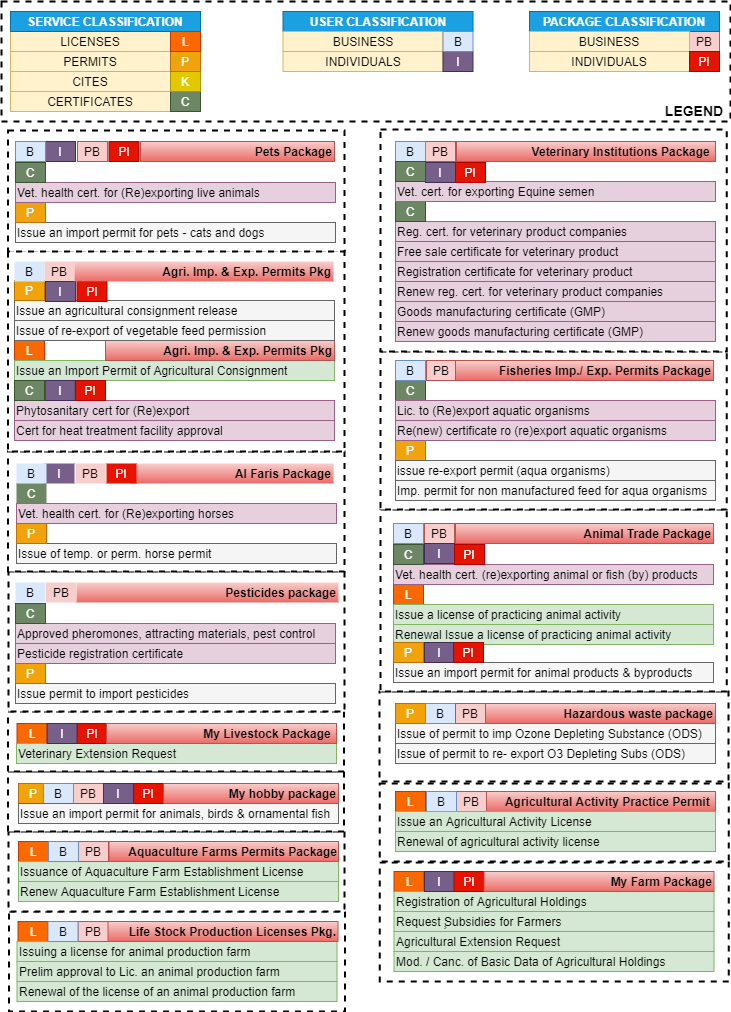 SERVICE CLASSIFICATION
LICENSES L
PERMITS P
CITES K
CERTIFICATES C
USER CLASSIFICATION
BUSINESS B
INDIVIDUALS I
PACKAGE CLASSIFICATION
BUSINESS PB
INDIVIDUALS PI
LEGEND
B I PB PI Pets Package
C
Vet. health cert. for (Re)exporting live animals
P
Issue an import permit for pets - cats and dogs
B PB Agri. Imp. & Exp. Permits Pkg
P I PI
Issue an agricultural consignment release
Issue of re-export of vegetable feed permission
L Agri. Imp. & Exp. Permits Pkg
Issue an Import Permit of Agricultural Consignment
C I PI
Phytosanitary cert for (Re)export
Cert for heat treatment facility approval
B I PB PI Al Faris Package
C
Vet. health cert. for (Re)exporting horses
P
Issue of temp. or perm. horse permit
B PB Pesticides package
C
Approved pheromones, attracting materials, pest control
Pesticide registration certificate
P
Issue permit to import pesticides
L I PI My Livestock Package
Veterinary Extension Request
P B PB I PI My hobby package
Issue an import permit for animals, birds & ornamental fish
L B PB Aquaculture Farms Permits Package
Issuance of Aquaculture Farm Establishment License
Renew Aquaculture Farm Establishment License
L B PB Life Stock Production Licenses Pkg.
Issuing a license for animal production farm
Prelim approval to Lic. an animal production farm
Renewal of the license of an animal production farm
B PB Veterinary Institutions Package
C I PI
Vet. cert. for exporting Equine semen
C
Reg. cert. for veterinary product companies
Free sale certificate for veterinary product
Registration certificate for veterinary product
Renew reg. cert. for veterinary product companies
Goods manufacturing certificate (GMP)
Renew goods manufacturing certificate (GMP)
B PB Fisheries Imp./ Exp. Permits Package
C
Lic. to (Re)export aquatic organisms
Re(new) certificate ro (re)export aquatic organisms
P
issue re-export permit (aqua organisms)
Imp. permit for non manufactured feed for aqua organisms
B PB Animal Trade Package
C I PI
Vet. health cert. (re)exporting animal or fish (by) products
L
Issue a license of practicing animal activity
Renewal Issue a license of practicing animal activity
P I PI
Issue an import permit for animal products & byproducts
P B PB Hazardous waste package
Issue of permit to imp Ozone Depleting Substance (ODS)
Issue of permit to re- export O3 Depleting Subs (ODS)
L B PB Agricultural Activity Practice Permit
Issue an Agricultural Activity License
Renewal of agricultural activity license
L I PI My Farm Package
Registration of Agricultural Holdings
Request Subsidies for Farmers
Agricultural Extension Request
Mod. / Canc. of Basic Data of Agricultural Holdings